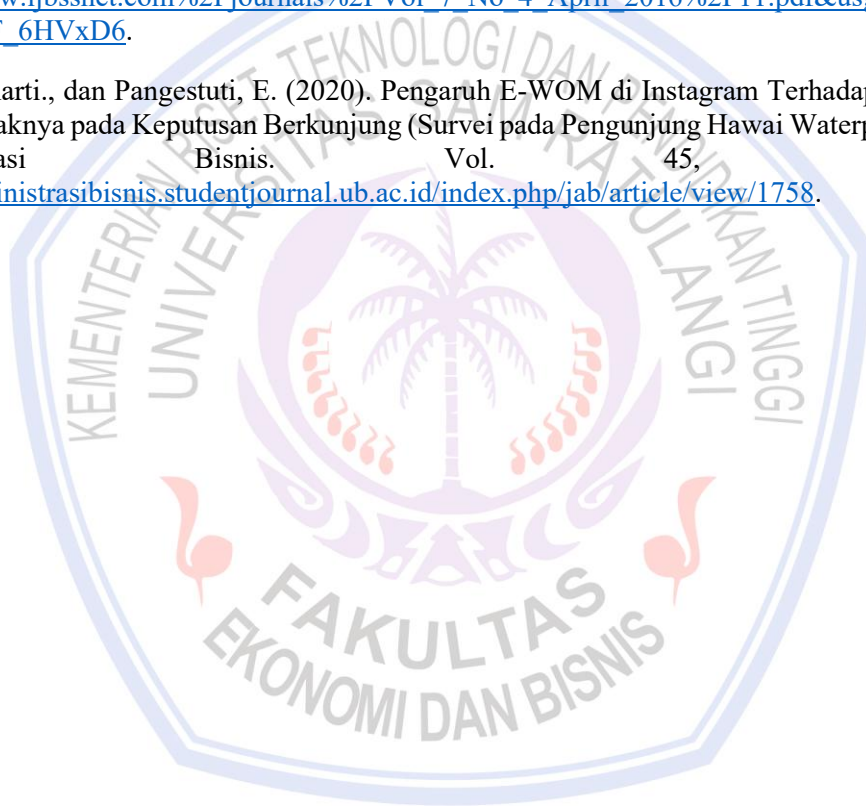 w.ijbssnet.com%2Fjournals%2FVol_7_No_4_April_2016%2F11.pdf&us
_6HVxD6.
arti., dan Pangestuti, E. (2020). Pengaruh E-WOM di Instagram Terhadap
aknya pada Keputusan Berkunjung (Survei pada Pengunjung Hawai Waterp
asi Bisnis. Vol. 45,
inistrasibisnis.studentjournal.ub.ac.id/index.php/jab/article/view/1758.
KEMENTERIAN RISET TEKNOLOGI DAN PENDIDIKAN TINGGI
UNIVERSITAS SAM RATULANGI
FAKULTAS
EKONOMI DAN BISNIS